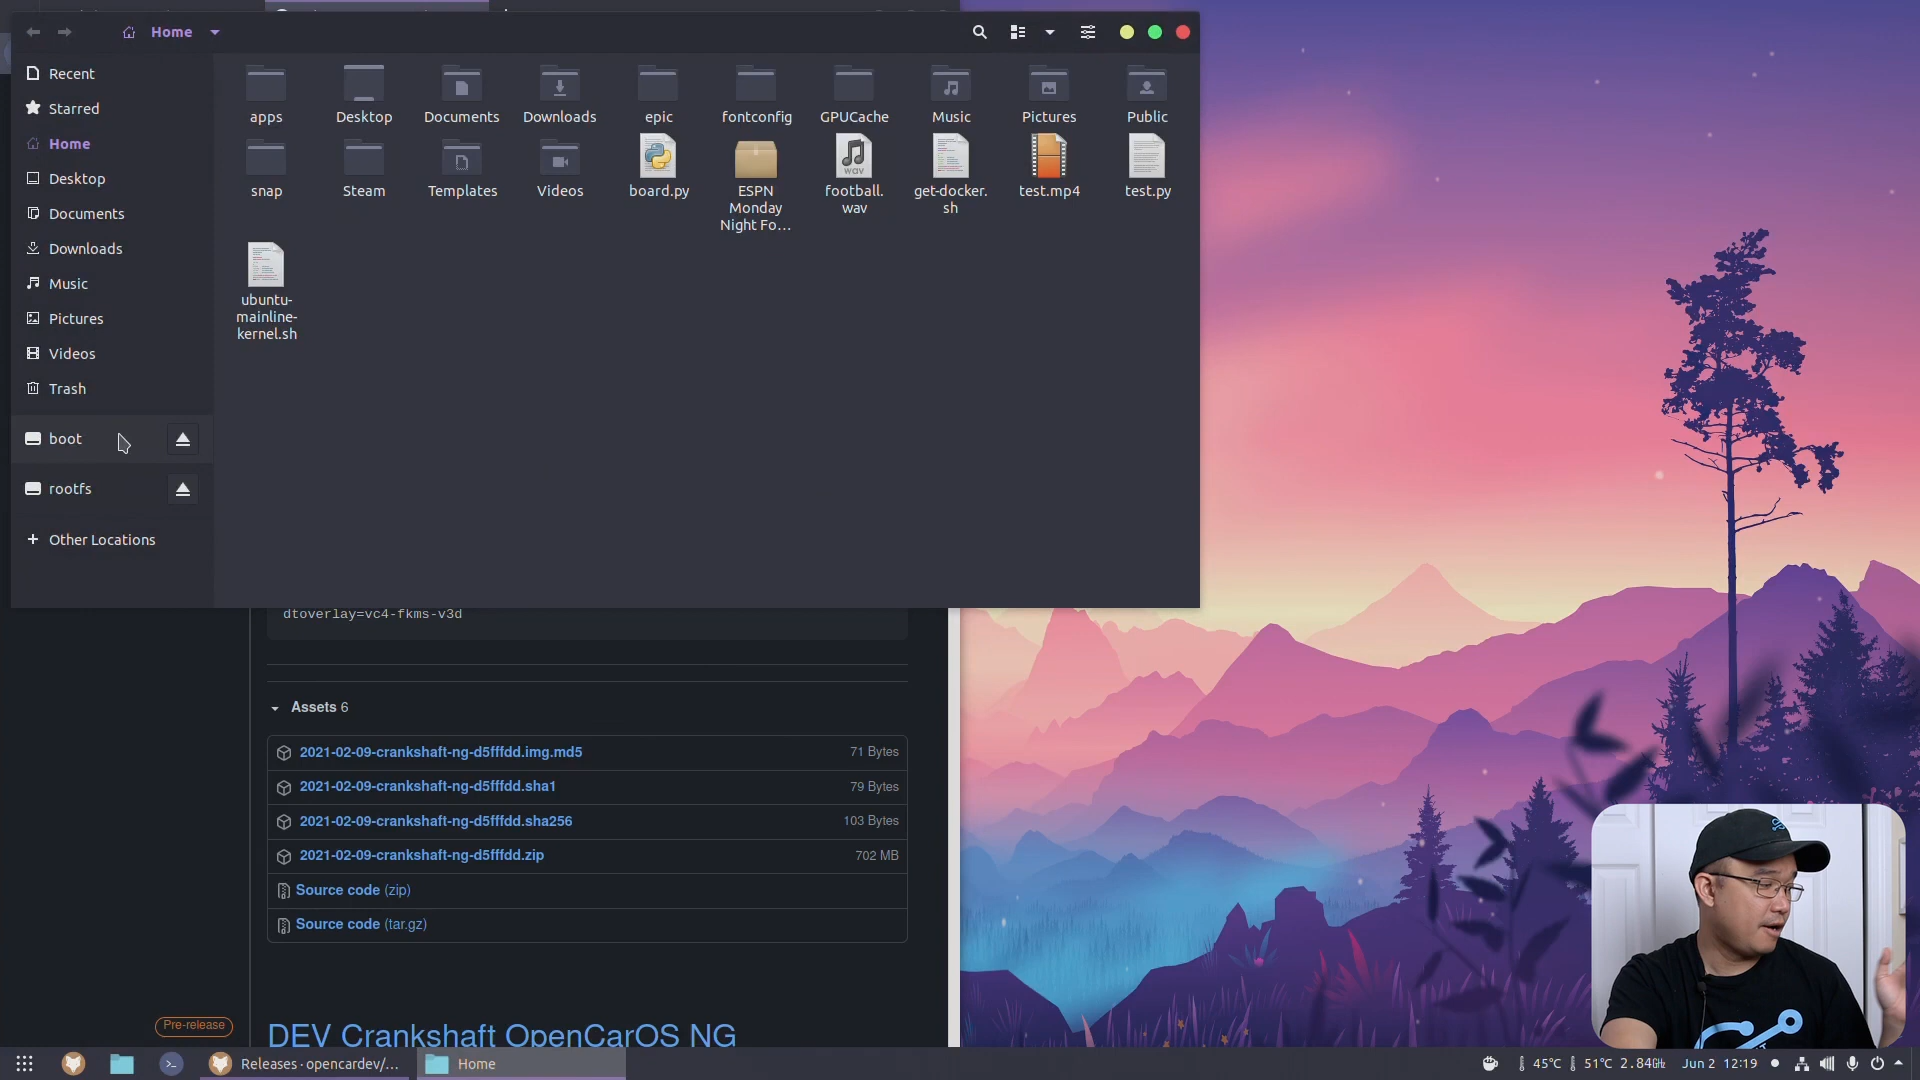 Home
Recent
Starred
Home
Desktop
Documents
Downloads
Music
Pictures
Videos
Trash
boot
rootfs
Other Locations
apps
Desktop
Documents
Downloads
epic
fontconfig
GPUCache
Music
Pictures
Public
snap
Steam
Templates
Videos
board.py
ESPN
Monday
Night Fo...
football.
wav
wav
get-docker.
sh
test.mp4
test.py
ubuntu-
mainline-
kernel.sh
dtoverlay=vc4-fkms-v3d
Assets 6
2021-02-09-crankshaft-ng-d5fffdd.img.md5 71 Bytes
2021-02-09-crankshaft-ng-d5fffdd.sha1 79 Bytes
2021-02-09-crankshaft-ng-d5fffdd.sha256 103 Bytes
2021-02-09-crankshaft-ng-d5fffdd.zip 702 MB
Source code (zip)
Source code (tar.gz)
Pre-release
DEV Crankshaft OpenCarOS NG
Releases · opencardev/...
Home
45°C 51°C 2.84GHz Jun 2 12:19